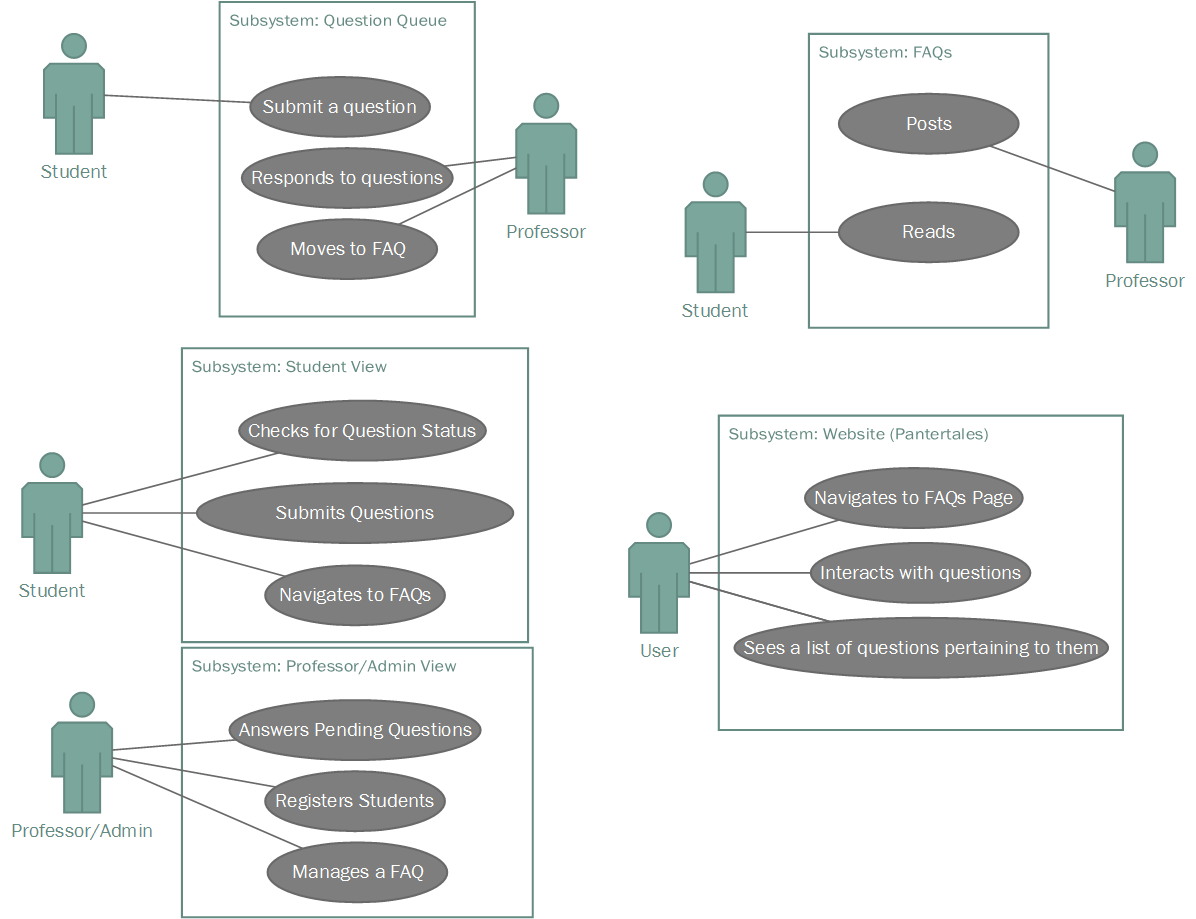 Subsystem: Question Queue
Student
Submit a question
Responds to questions
Moves to FAQ
Professor
Subsystem: FAQs
Posts
Reads
Student
Professor
Subsystem: Student View
Checks for Question Status
Submits Questions
Navigates to FAQs
Student
Subsystem: Website (Pantertales)
Navigates to FAQs Page
Interacts with questions
Sees a list of questions pertaining to them
User
Subsystem: Professor/Admin View
Answers Pending Questions
Registers Students
Manages a FAQ
Professor/Admin